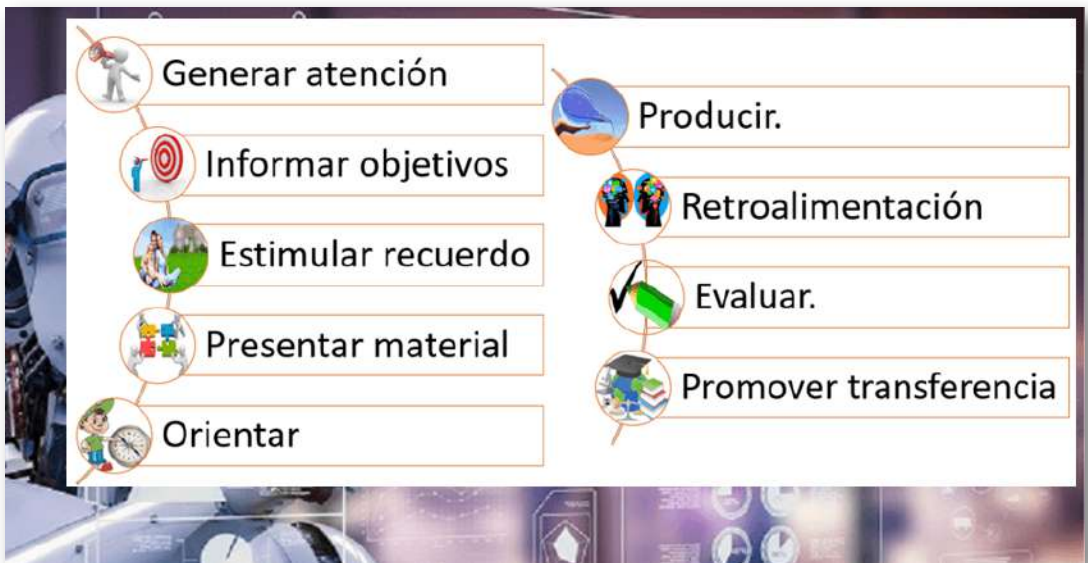 Generar atención
Informar objetivos
Estimular recuerdo
Presentar material
Orientar
Producir.
Retroalimentación
Evaluar.
Promover transferencia